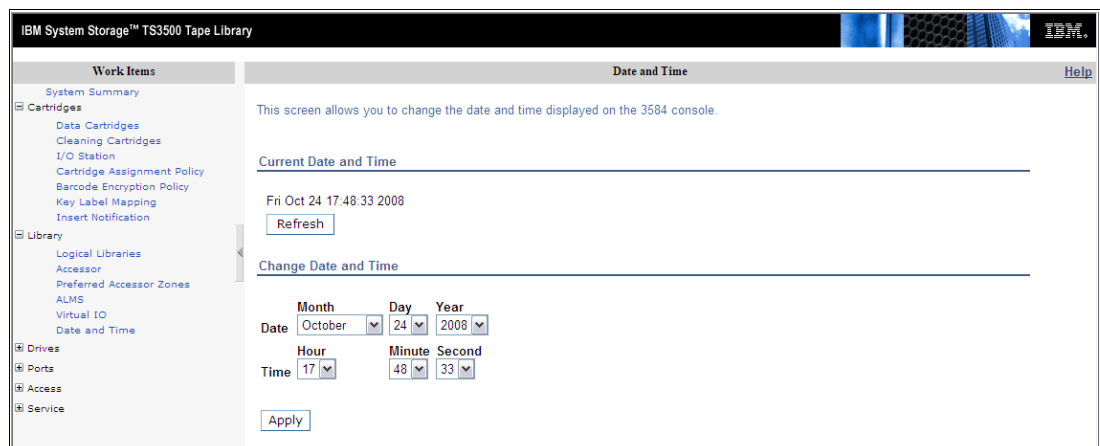 IBM System Storage™ TS3500 Tape Library
IBM.
Work Items
System Summary
Cartridges
Data Cartridges
Cleaning Cartridges
I/O Station
Cartridge Assignment Policy
Barcode Encryption Policy
Key Label Mapping
Insert Notification
Library
Logical Libraries
Accessor
Preferred Accessor Zones
ALMS
Virtual IO
Date and Time
Drives
Ports
Access
Service
Date and Time
Help
This screen allows you to change the date and time displayed on the 3584 console.
Current Date and Time
Fri Oct 24 17:48:33 2008
Refresh
Change Date and Time
Month Day Year
Date October 24 2008
Hour Minute Second
Time 17 48 33
Apply